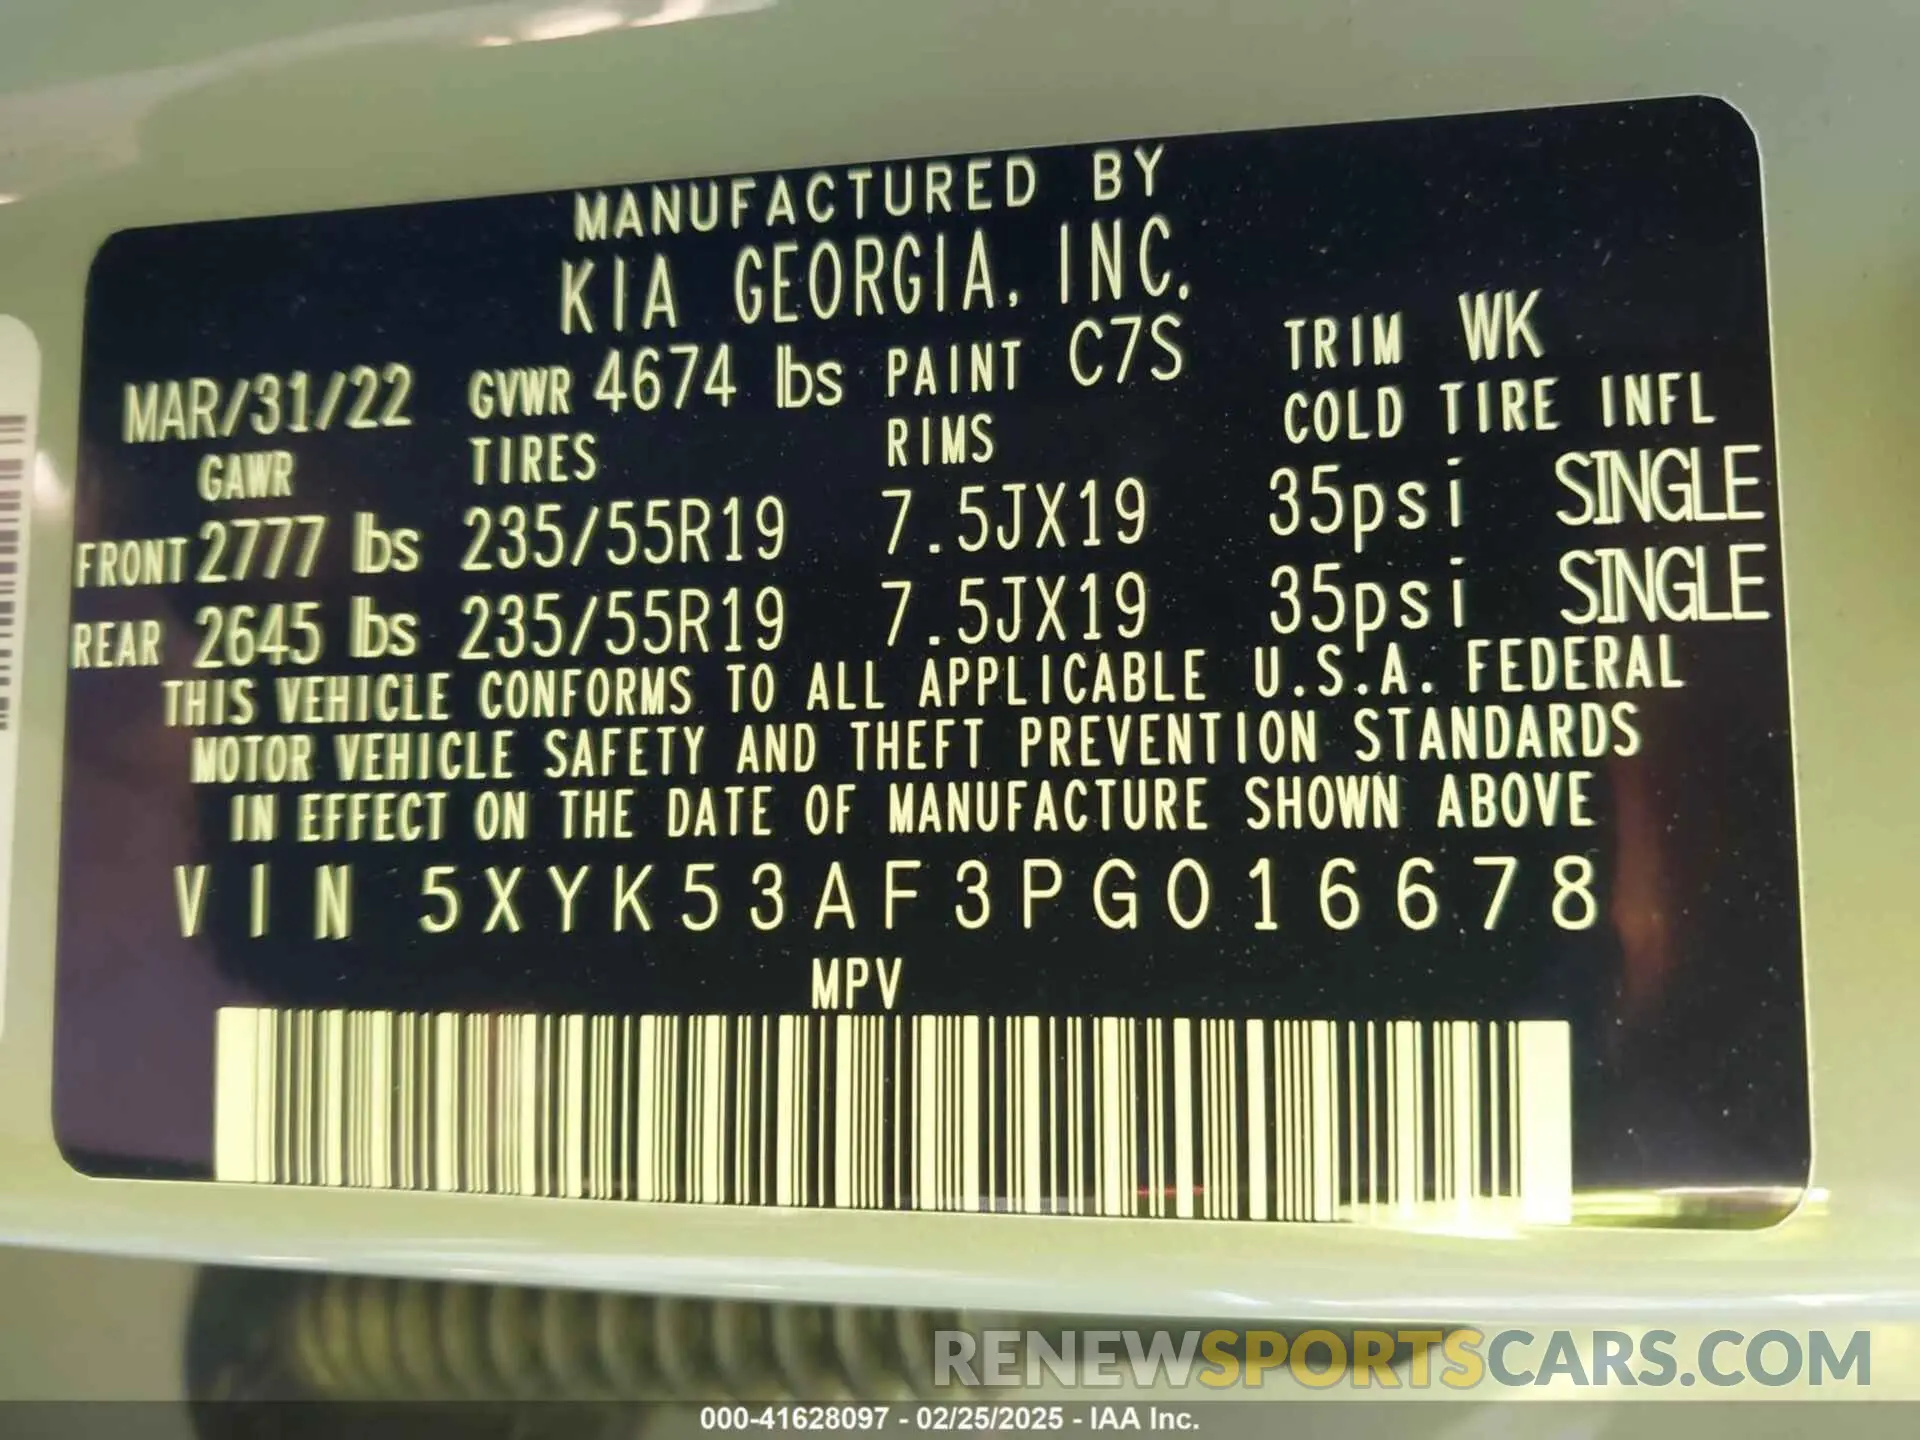 MANUFACTURED BY
KIA GEORGIA, INC.
MAR/31/22 GVWR 4674 lbs PAINT C7S TRIM WK
GAWR TIRES RIMS COLD TIRE INFL
FRONT 2777 lbs 235/55R19 7.5JX19 35psi SINGLE
REAR 2645 lbs 235/55R19 7.5JX19 35psi SINGLE
THIS VEHICLE CONFORMS TO ALL APPLICABLE U.S.A. FEDERAL
MOTOR VEHICLE SAFETY AND THEFT PREVENTION STANDARDS
IN EFFECT ON THE DATE OF MANUFACTURE SHOWN ABOVE
VIN 5XYK53AF3PG016678
MPV
RENEWSPORTSCARS.COM
000-41628097 - 02/25/2025 - IAA Inc.